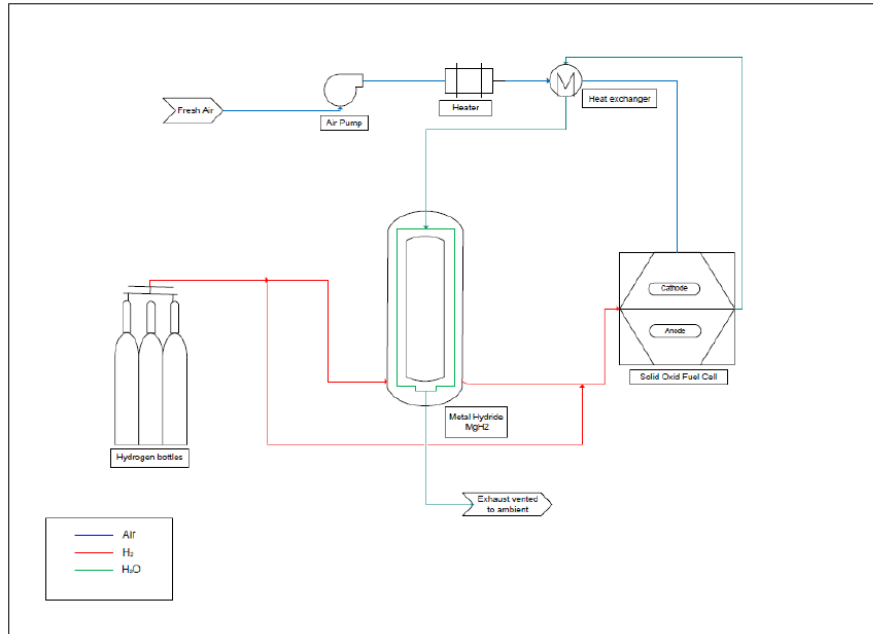 Fresh Air
Air Pump
Heater
Heat exchanger
Cathode
Anode
Solid Oxid Fuel Cell
Metal Hydride
MgH2
Hydrogen bottles
Exhaust vented
to ambient
Air
H₂
H₂O